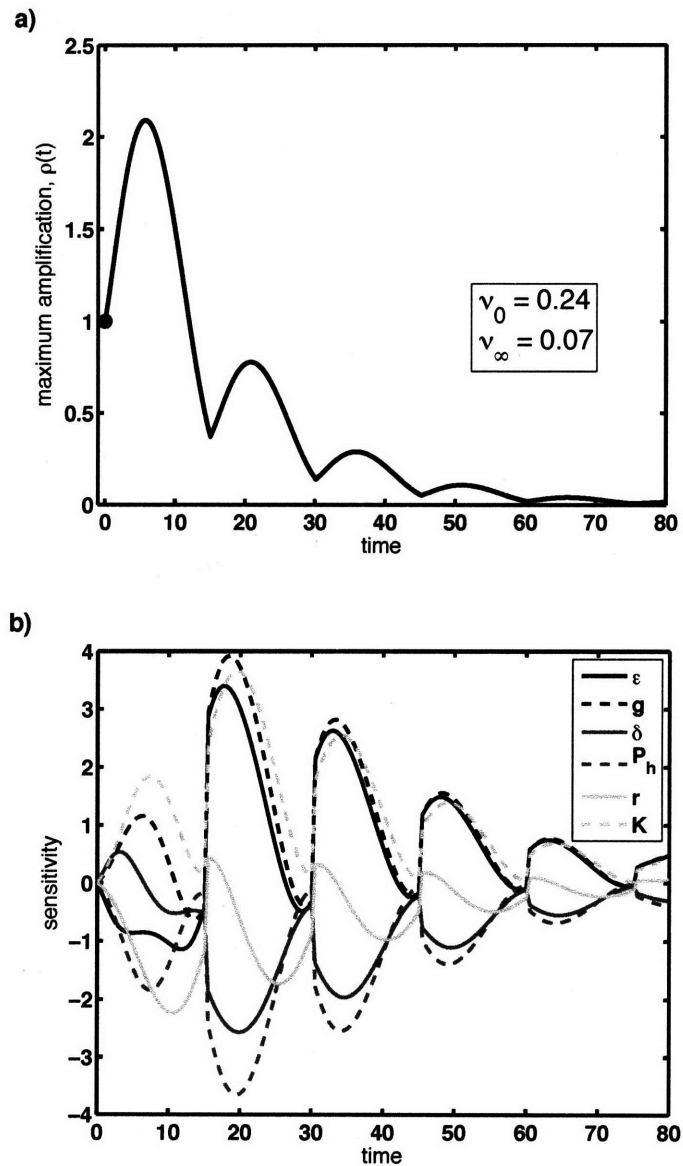 a)
2.5
2
1.5
1
0.5
0
maximum amplification, ρ(t)
ν₀ = 0.24
ν∞ = 0.07
0 10 20 30 40 50 60 70 80
time
b)
4
3
2
1
0
−1
−2
−3
−4
sensitivity
ε
g
δ
Pₕ
r
K
0 10 20 30 40 50 60 70 80
time